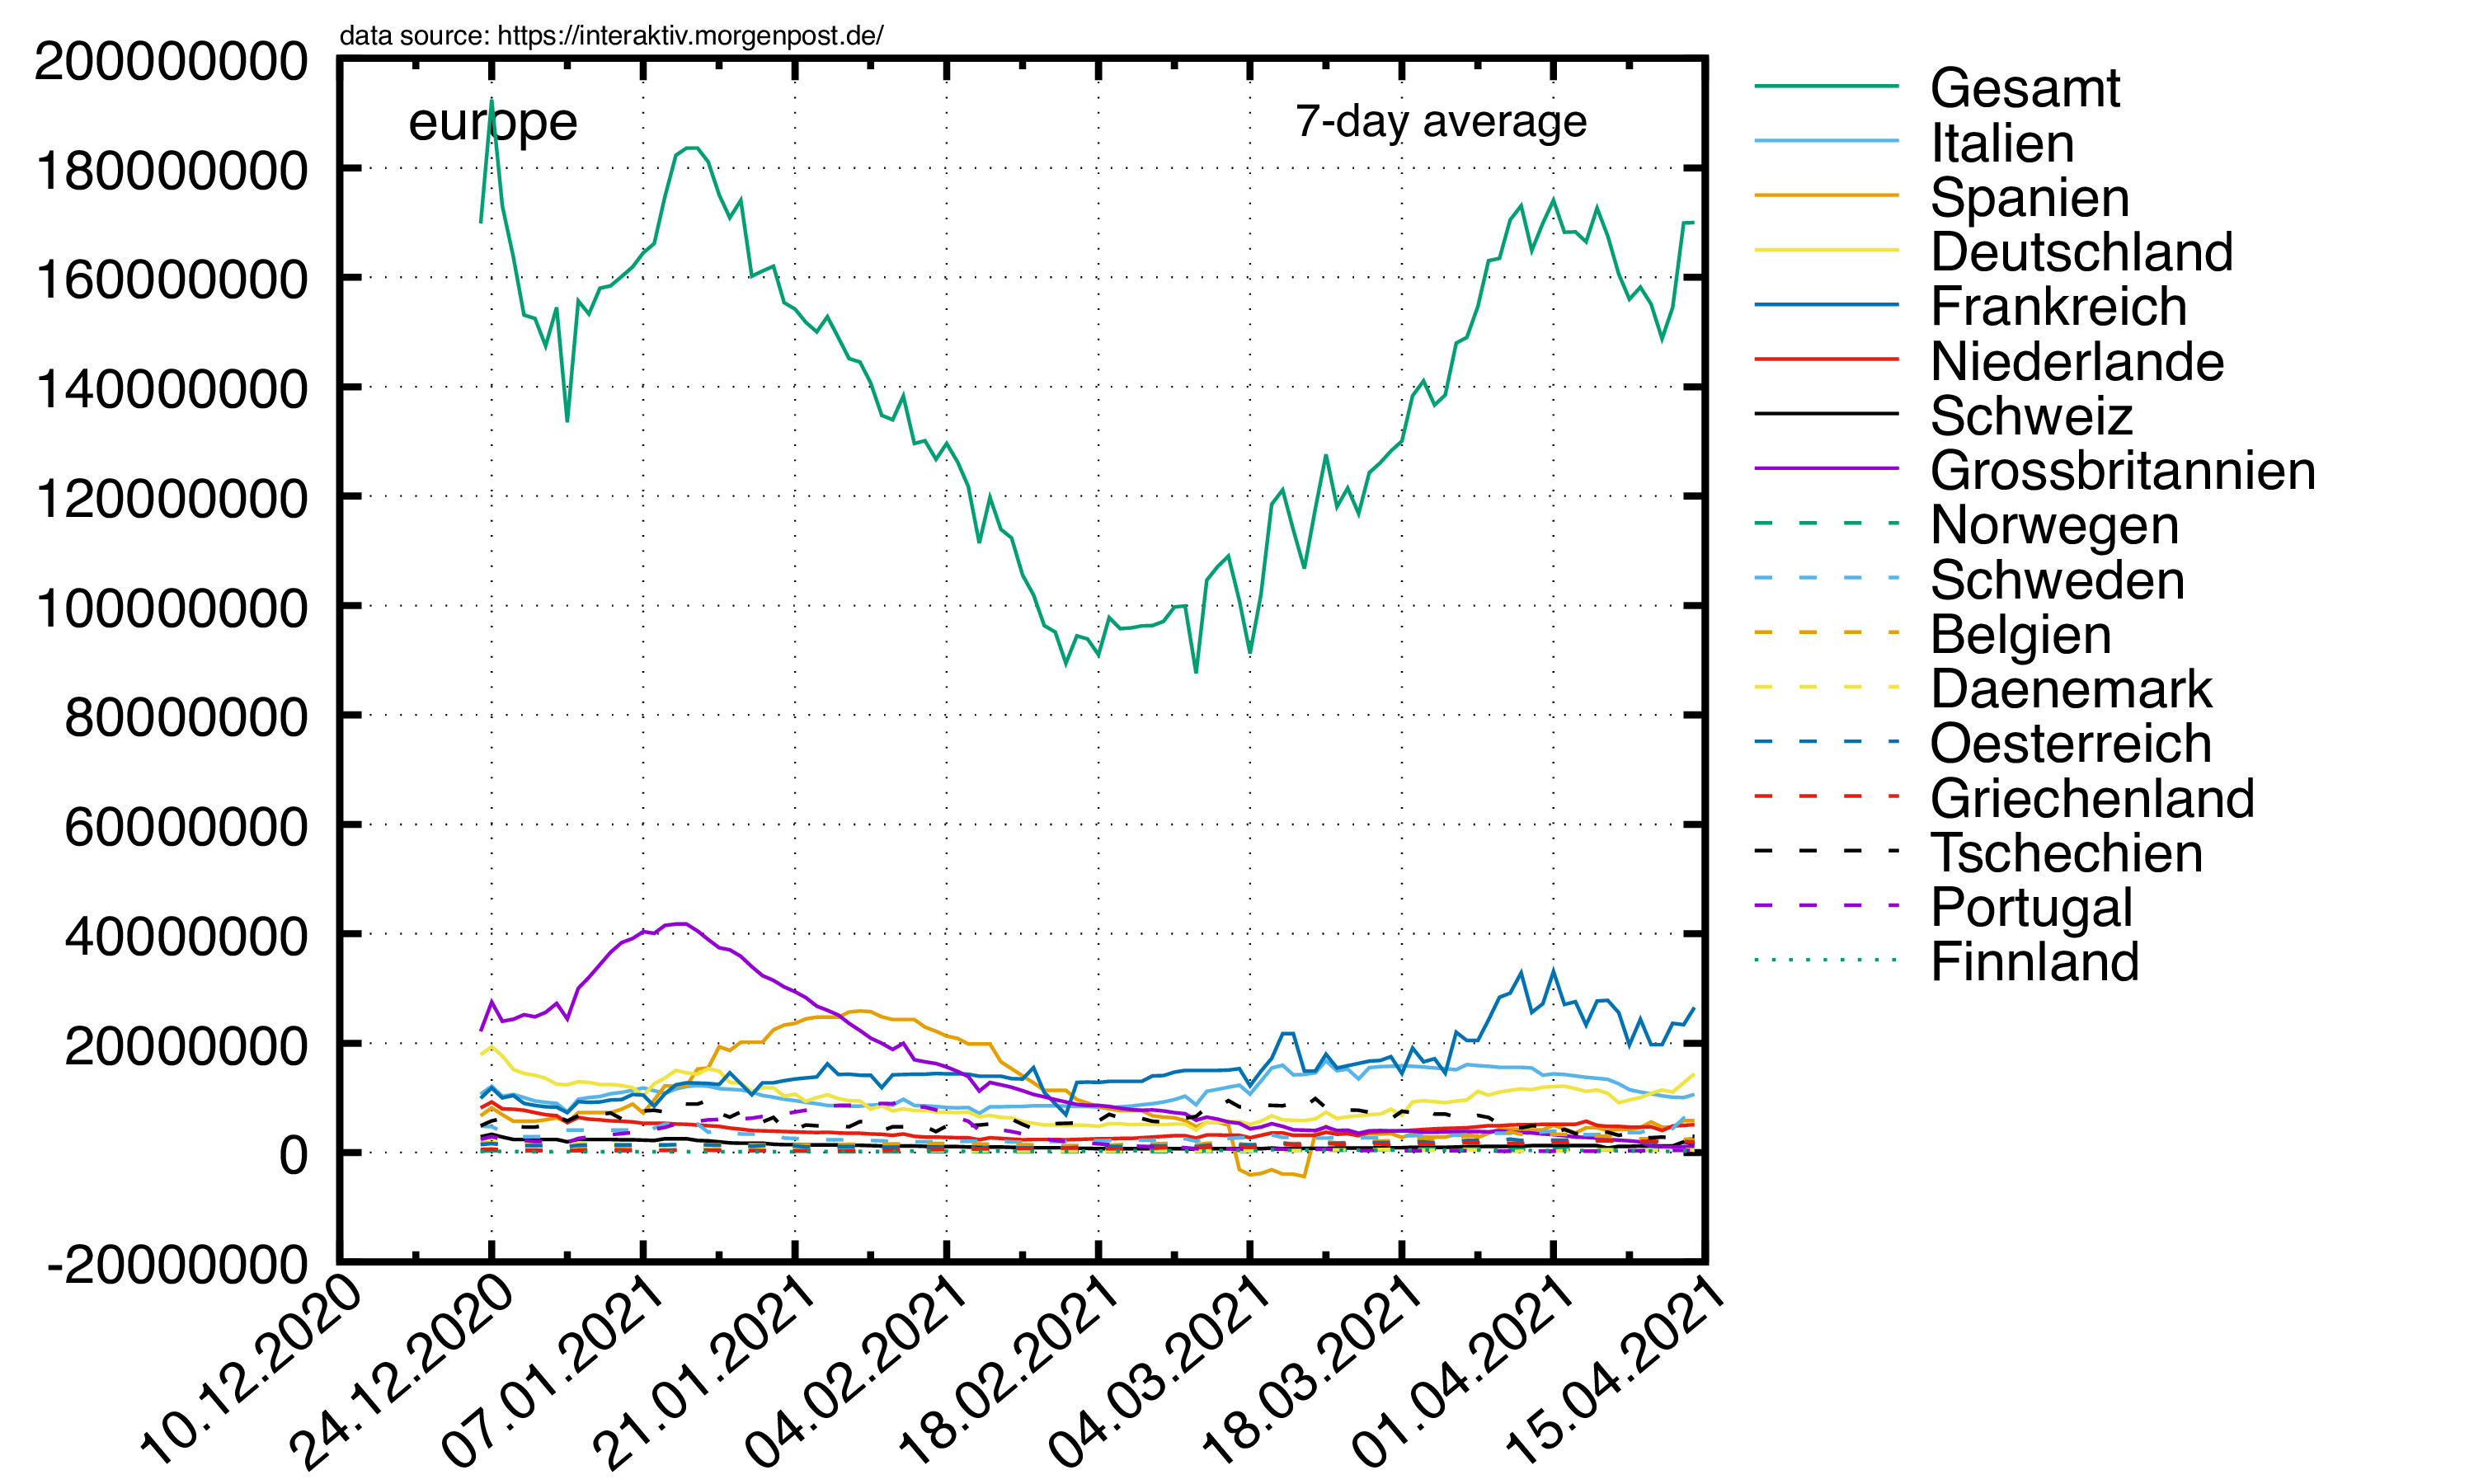 data source: https://interaktiv.morgenpost.de/
europe
7-day average
200000000
180000000
160000000
140000000
120000000
100000000
80000000
60000000
40000000
20000000
0
-20000000
10.12.2020
24.12.2020
07.01.2021
21.01.2021
04.02.2021
18.02.2021
04.03.2021
18.03.2021
01.04.2021
15.04.2021
Gesamt
Italien
Spanien
Deutschland
Frankreich
Niederlande
Schweiz
Grossbritannien
Norwegen
Schweden
Belgien
Daenemark
Oesterreich
Griechenland
Tschechien
Portugal
Finnland